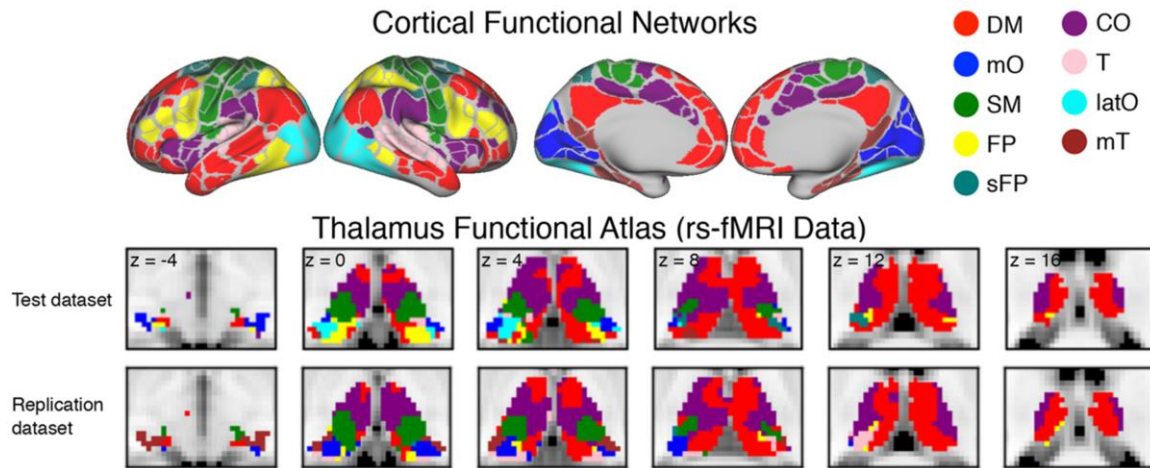 Cortical Functional Networks
DM
CO
mO
T
SM
latO
FP
mT
sFP
Thalamus Functional Atlas (rs-fMRI Data)
Test dataset
z = -4
z = 0
z = 4
z = 8
z = 12
z = 16
Replication
dataset